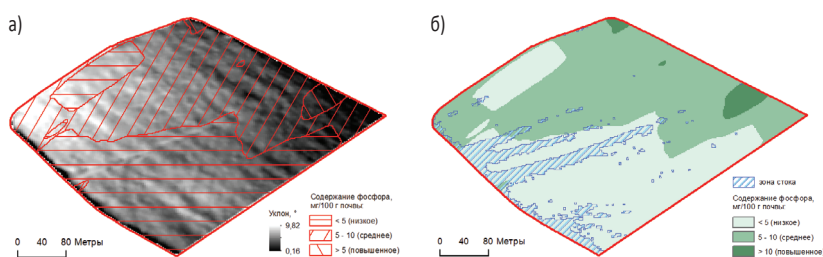 а)
Уклон, °
9,82
0,16
Содержание фосфора,
мг/100 г почвы
< 5 (низкое)
5 - 10 (среднее)
> 5 (повышенное)
0 40 80 Метры
б)
зона стока
Содержание фосфора,
мг/100 г почвы
< 5 (низкое)
5 - 10 (среднее)
> 10 (повышенное)
0 40 80 Метры